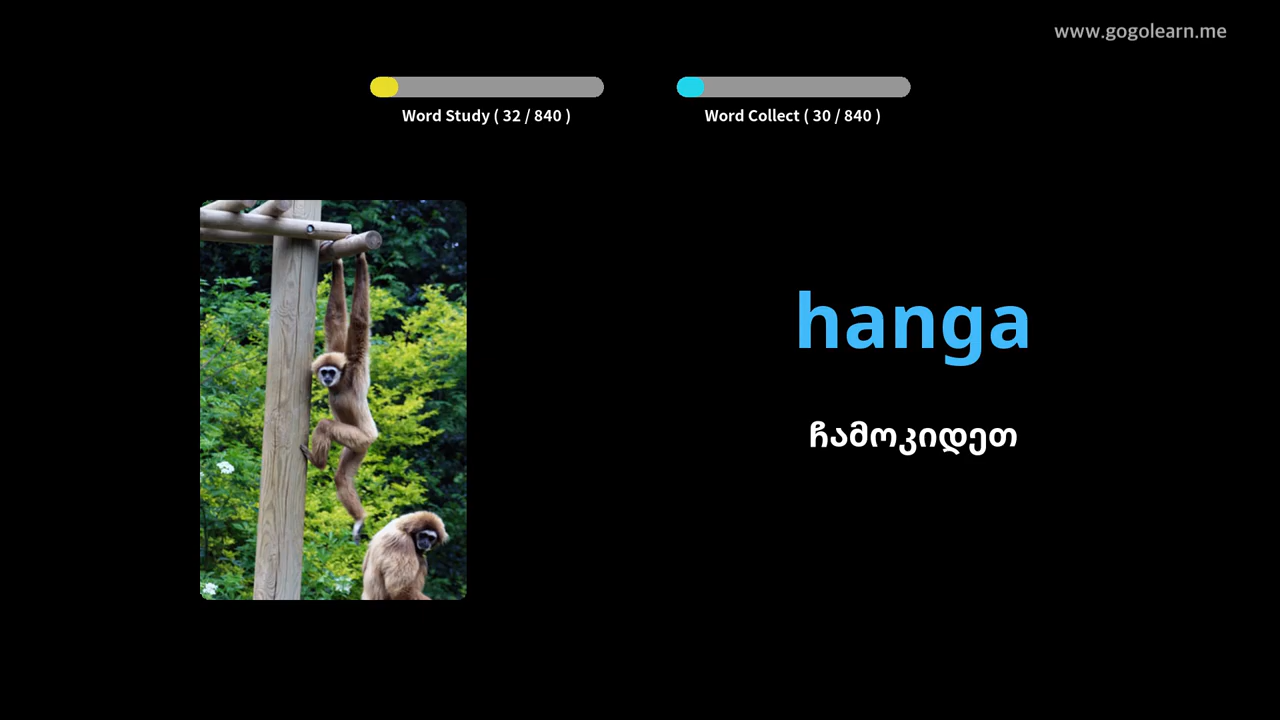 www.gogolearn.me
Word Study ( 32 / 840 )
Word Collect ( 30 / 840 )
hanga
ჩამოკიდეთ